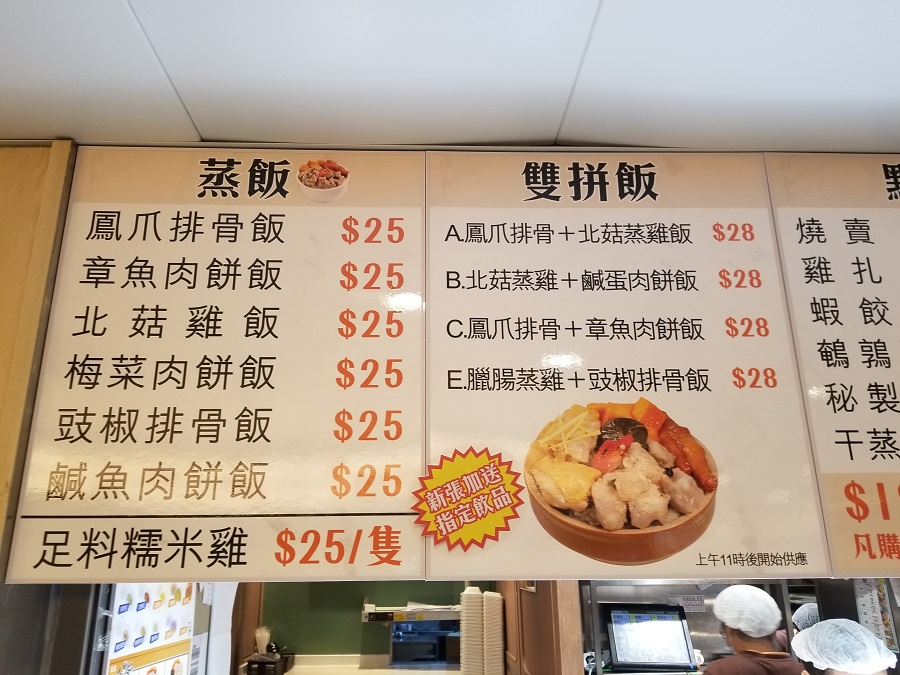 蒸飯
鳳爪排骨飯 $25
章魚肉餅飯 $25
北菇雞飯 $25
梅菜肉餅飯 $25
豉椒排骨飯 $25
鹹魚肉餅飯 $25
足料糯米雞 $25/隻
雙拼飯
A.鳳爪排骨＋北菇蒸雞飯 $28
B.北菇蒸雞＋鹹蛋肉餅飯 $28
C.鳳爪排骨＋章魚肉餅飯 $28
E.臘腸蒸雞＋豉椒排骨飯 $28
新張加送
指定飲品
上午11時後開始供應
燒賣
雞扎
蝦餃
鵪鶉
秘製
干蒸
$1
凡購